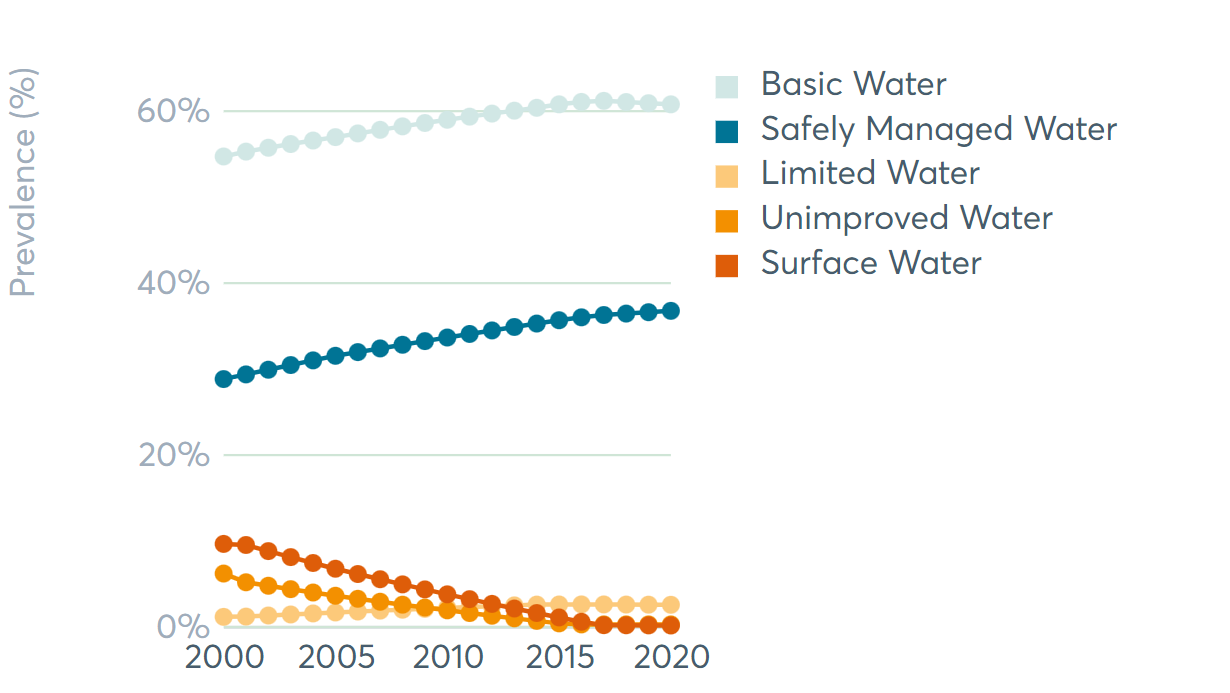 Prevalence (%)
60%
40%
20%
0%
2000 2005 2010 2015 2020
Basic Water
Safely Managed Water
Limited Water
Unimproved Water
Surface Water